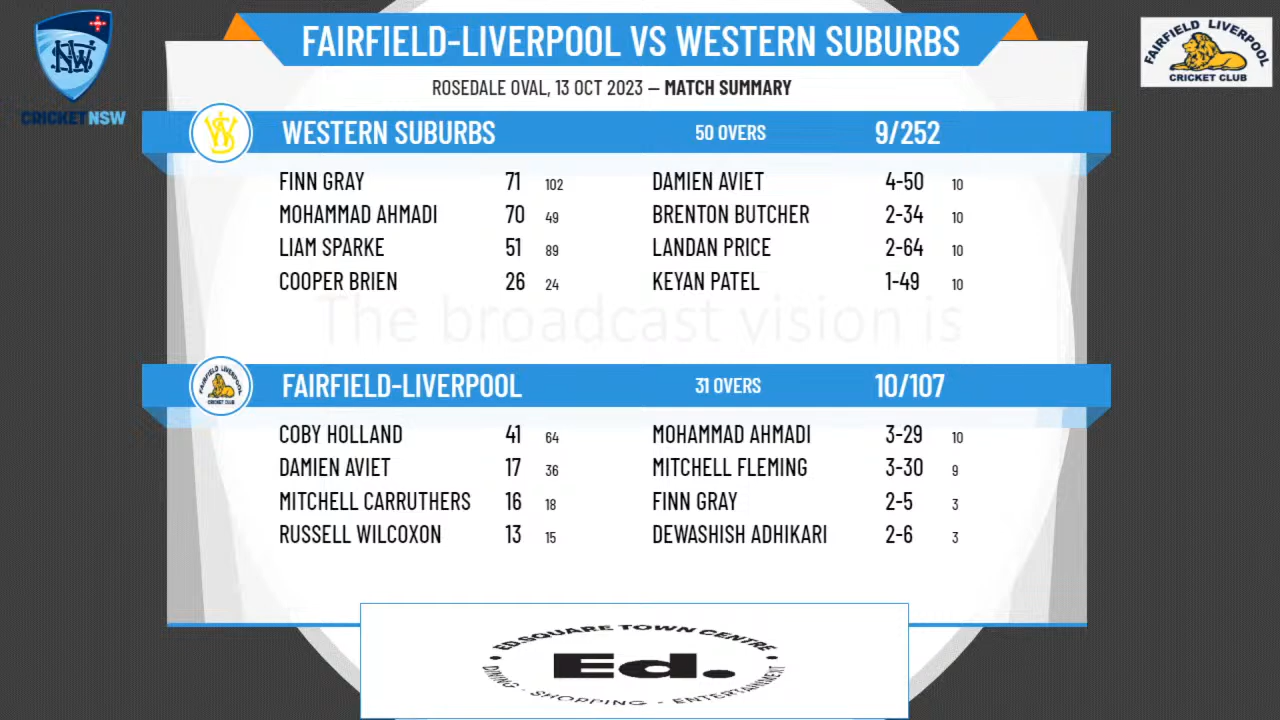 FAIRFIELD-LIVERPOOL VS WESTERN SUBURBS
FAIRFIELD LIVERPOOL
CRICKET CLUB
NSW
CRICKET NSW
ROSEDALE OVAL, 13 OCT 2023 – MATCH SUMMARY
WS
WESTERN SUBURBS 50 OVERS 9/252
FINN GRAY 71 102 DAMIEN AVIET 4-50 10
MOHAMMAD AHMADI 70 49 BRENTON BUTCHER 2-34 10
LIAM SPARKE 51 89 LANDAN PRICE 2-64 10
COOPER BRIEN 26 24 KEYAN PATEL 1-49 10
The broadcast vision is
FAIRFIELD LIVERPOOL
CRICKET CLUB
FAIRFIELD-LIVERPOOL 31 OVERS 10/107
COBY HOLLAND 41 64 MOHAMMAD AHMADI 3-29 10
DAMIEN AVIET 17 36 MITCHELL FLEMING 3-30 9
MITCHELL CARRUTHERS 16 18 FINN GRAY 2-5 3
RUSSELL WILCOXON 13 15 DEWASHISH ADHIKARI 2-6 3
• ED.SQUARE TOWN CENTRE •
Ed.
DINING - SHOPPING - ENTERTAINMENT